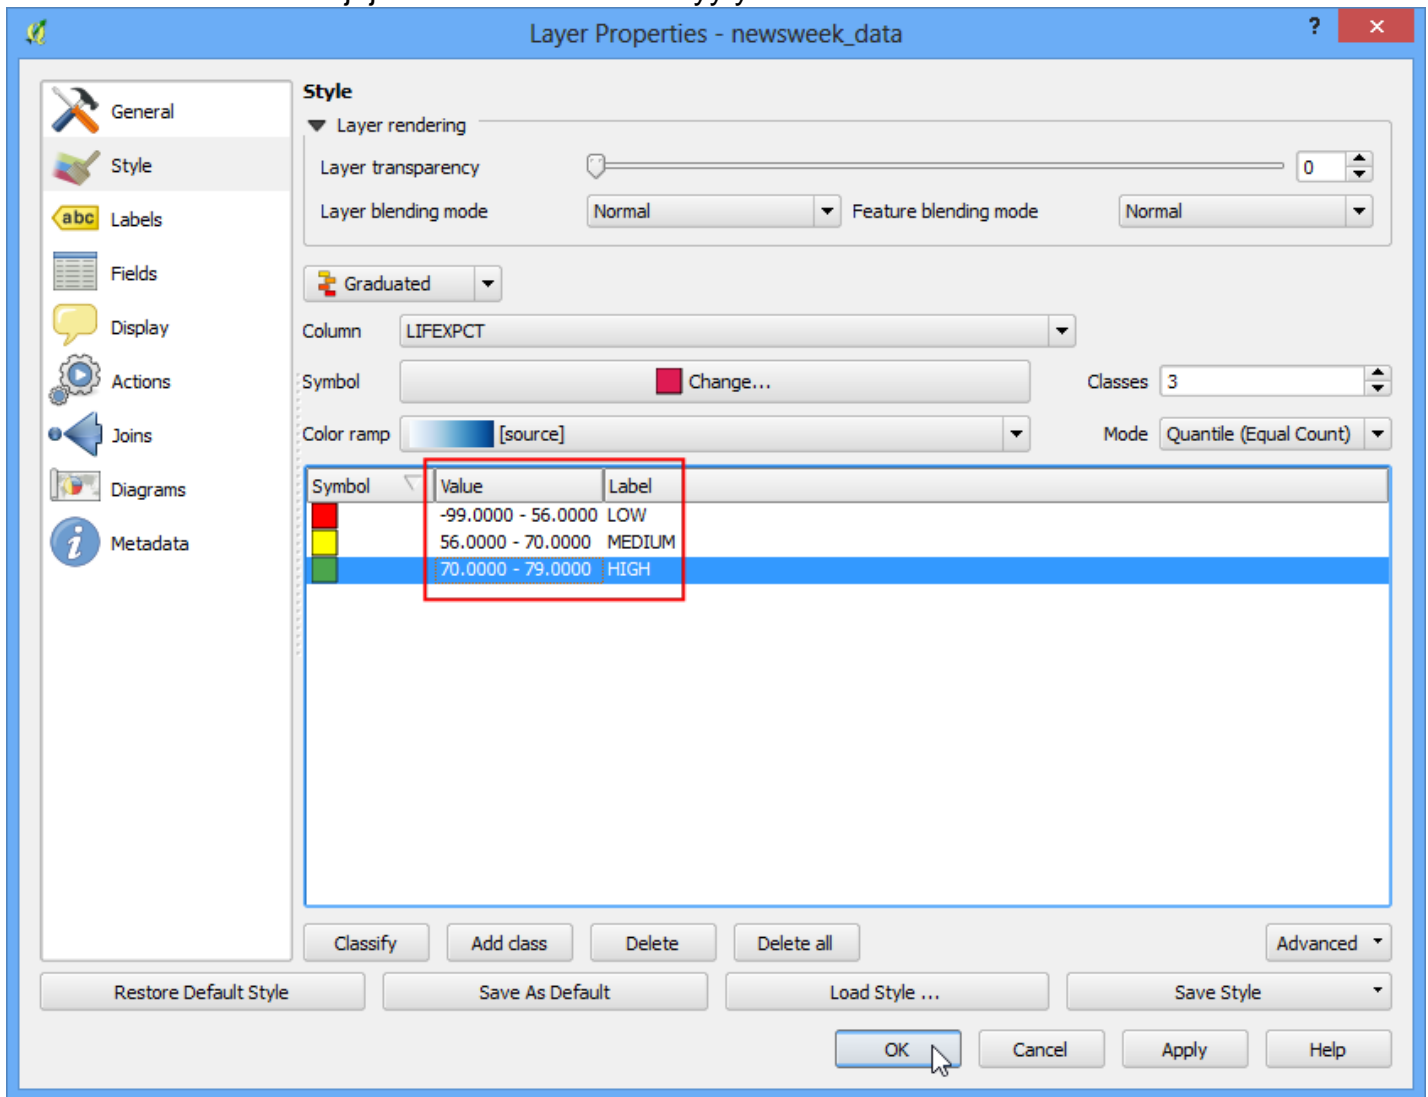 Layer Properties - newsweek_data
? ×
General
Style
abc Labels
Fields
Display
Actions
Joins
Diagrams
i Metadata
Style
Layer rendering
Layer transparency 0
Layer blending mode Normal Feature blending mode Normal
Graduated
Column LIFEXPCT
Symbol Change... Classes 3
Color ramp [source] Mode Quantile (Equal Count)
Symbol Value Label
-99.0000 - 56.0000 LOW
56.0000 - 70.0000 MEDIUM
70.0000 - 79.0000 HIGH
Classify Add class Delete Delete all Advanced
Restore Default Style Save As Default Load Style ... Save Style
OK Cancel Apply Help